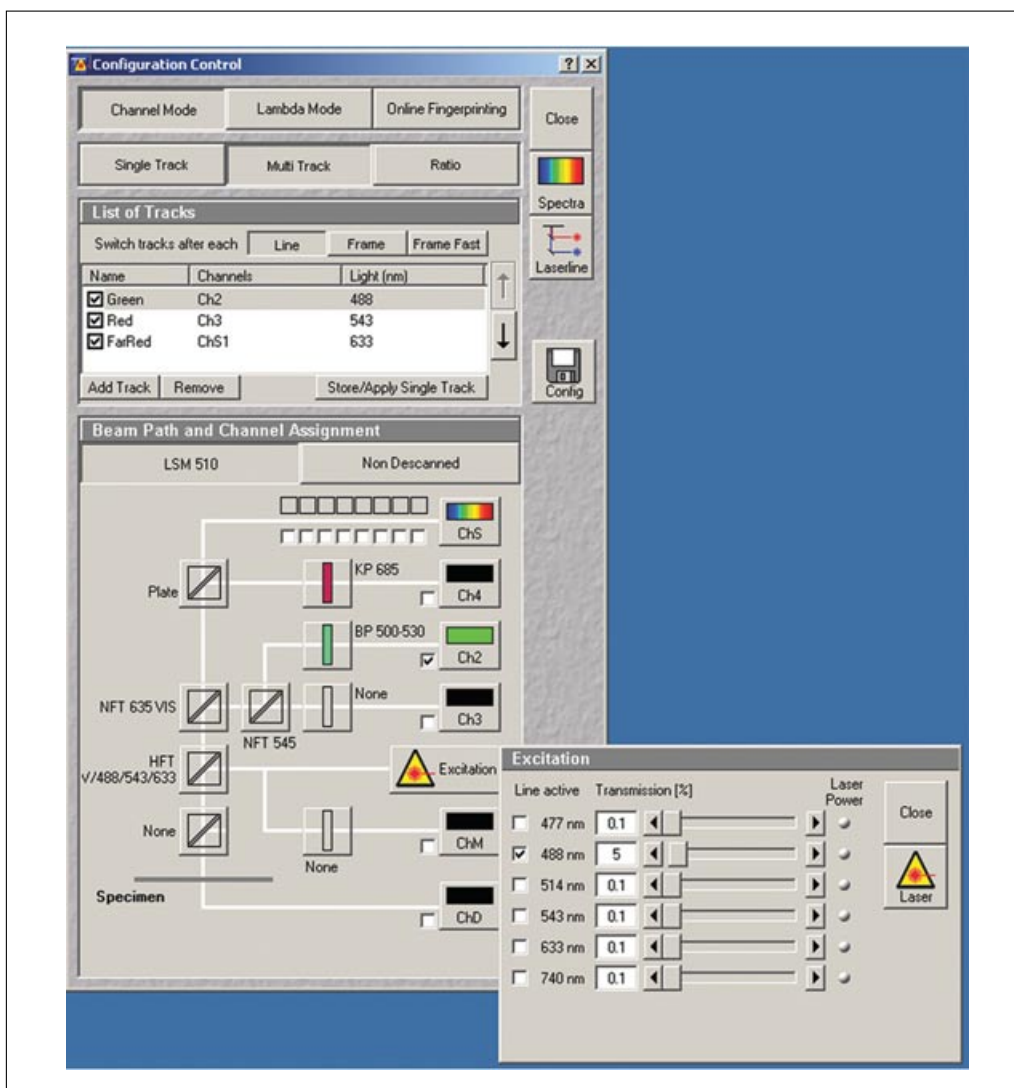 Configuration Control
Channel Mode Lambda Mode Online Fingerprinting
Close
Single Track Multi Track Ratio
Spectra
List of Tracks
Switch tracks after each Line Frame Frame Fast
Laserline
Name Channels Light (nm)
Green Ch2 488
Red Ch3 543
FarRed ChS1 633
Add Track Remove Store/Apply Single Track
Config
Beam Path and Channel Assignment
LSM 510 Non Descanned
ChS
KP 685
Plate
Ch4
BP 500-530
Ch2
None
NFT 635 VIS
Ch3
NFT 545
HFT
V/488/543/633
Excitation
None
ChM
None
Specimen
ChD
Excitation
Line active Transmission [%] Laser Power
Close
477 nm 0.1
488 nm 5
Laser
514 nm 0.1
543 nm 0.1
633 nm 0.1
740 nm 0.1